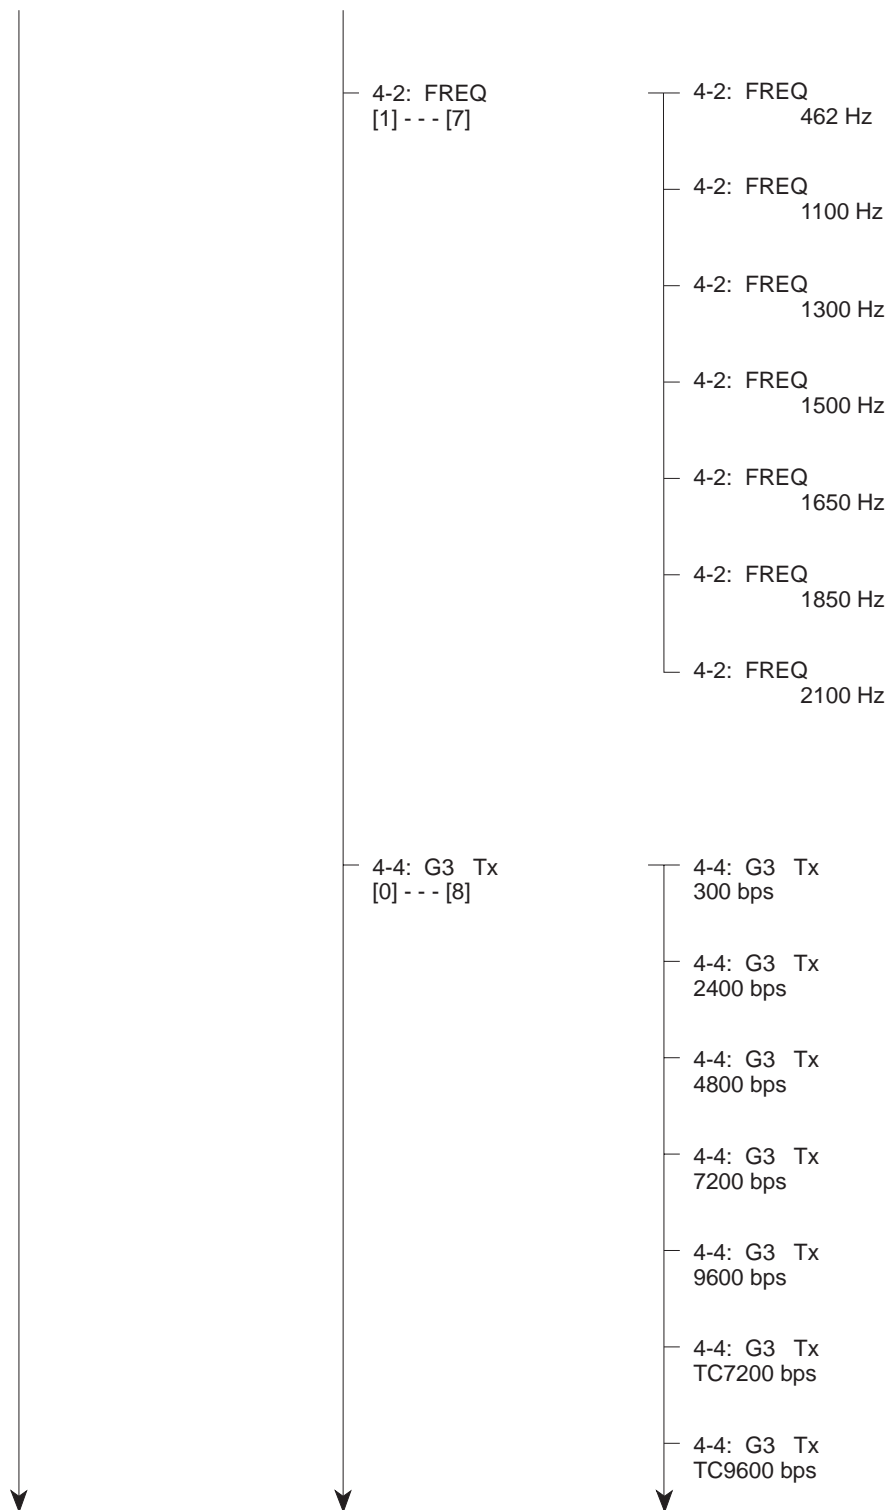 4-2: FREQ
[1] - - - [7]
4-2: FREQ
462 Hz
4-2: FREQ
1100 Hz
4-2: FREQ
1300 Hz
4-2: FREQ
1500 Hz
4-2: FREQ
1650 Hz
4-2: FREQ
1850 Hz
4-2: FREQ
2100 Hz
4-4: G3 Tx
[0] - - - [8]
4-4: G3 Tx
300 bps
4-4: G3 Tx
2400 bps
4-4: G3 Tx
4800 bps
4-4: G3 Tx
7200 bps
4-4: G3 Tx
9600 bps
4-4: G3 Tx
TC7200 bps
4-4: G3 Tx
TC9600 bps